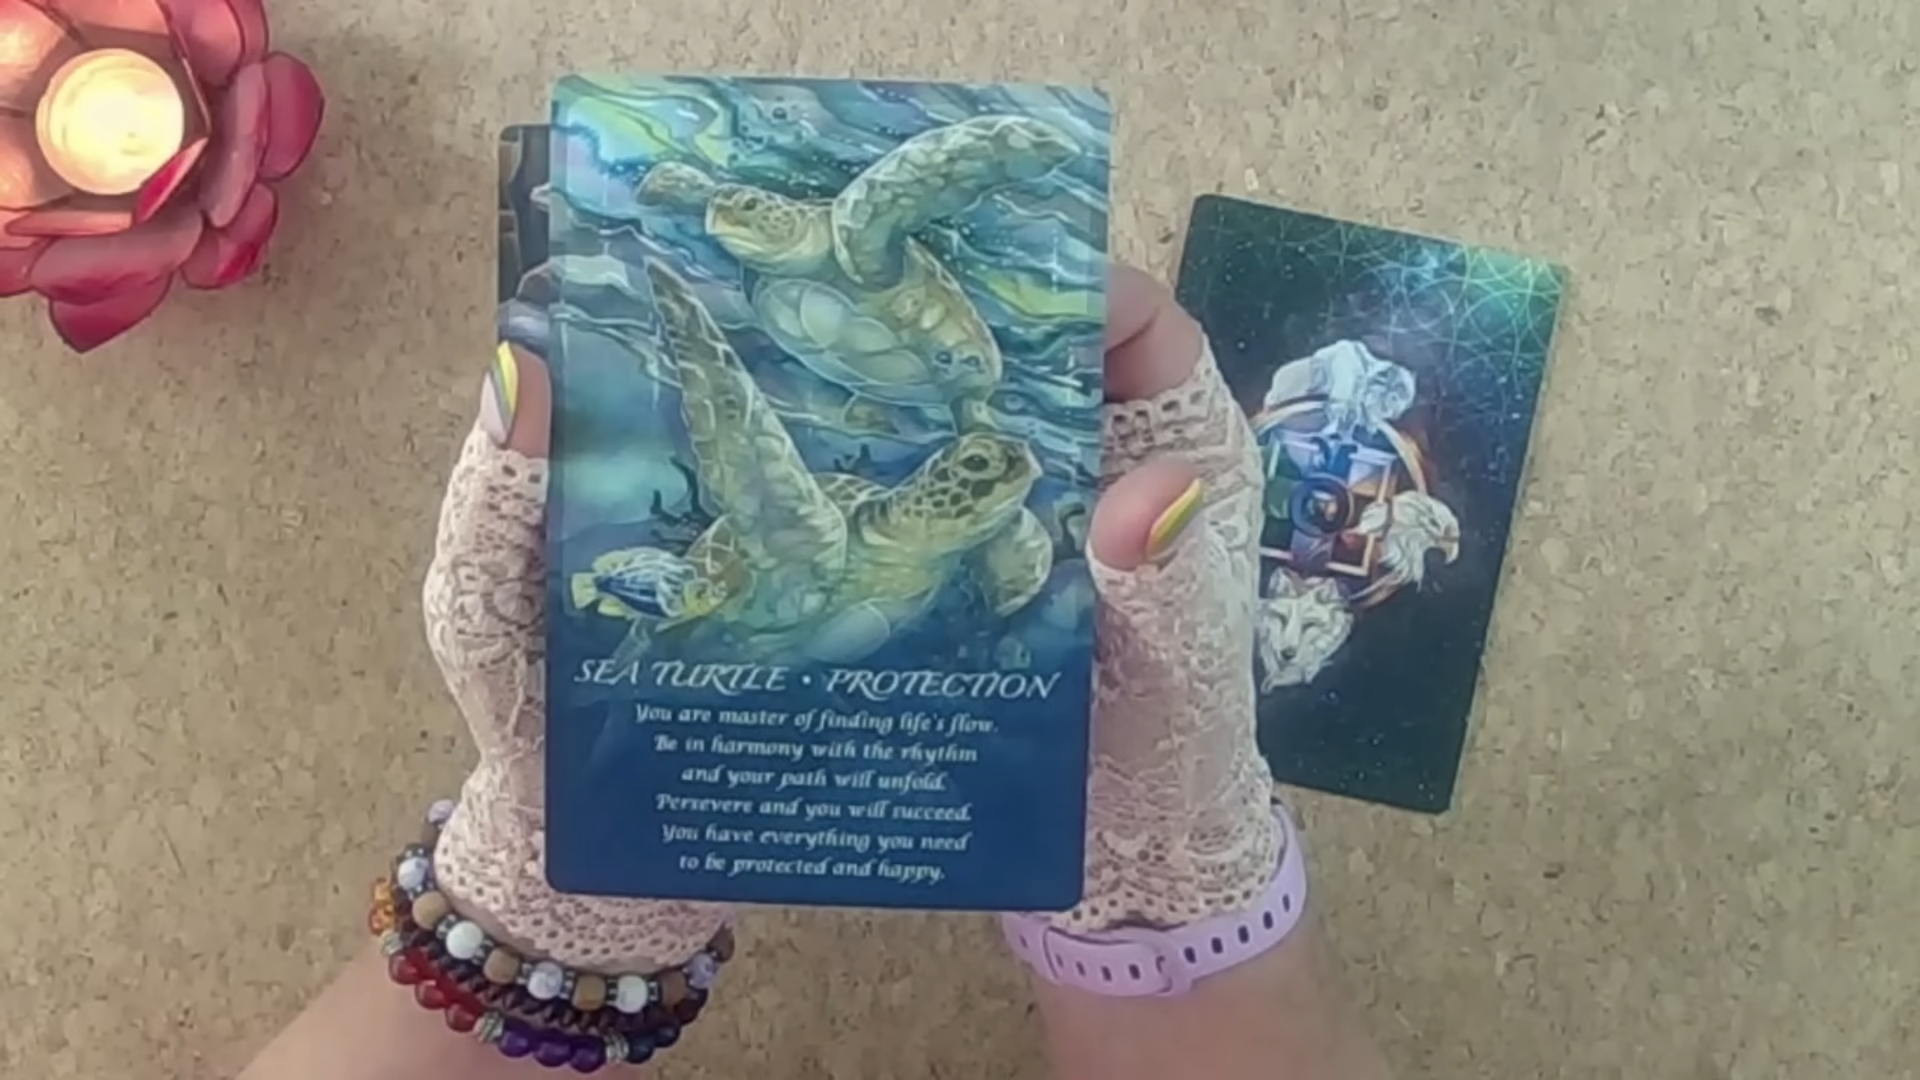 SEA TURTLE • PROTECTION
You are master of finding life's flow.
Be in harmony with the rhythm
and your path will unfold.
Persevere and you will succeed.
You have everything you need
to be protected and happy.